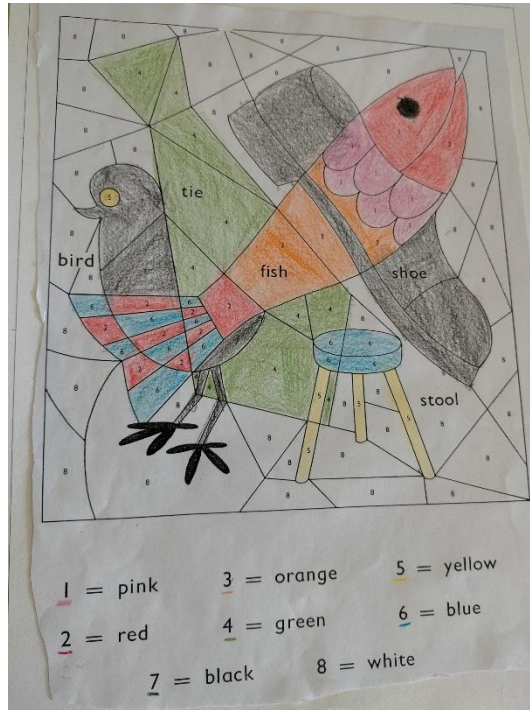 tie
bird
fish
shoe
stool
1 = pink
3 = orange
5 = yellow
2 = red
4 = green
6 = blue
7 = black
8 = white